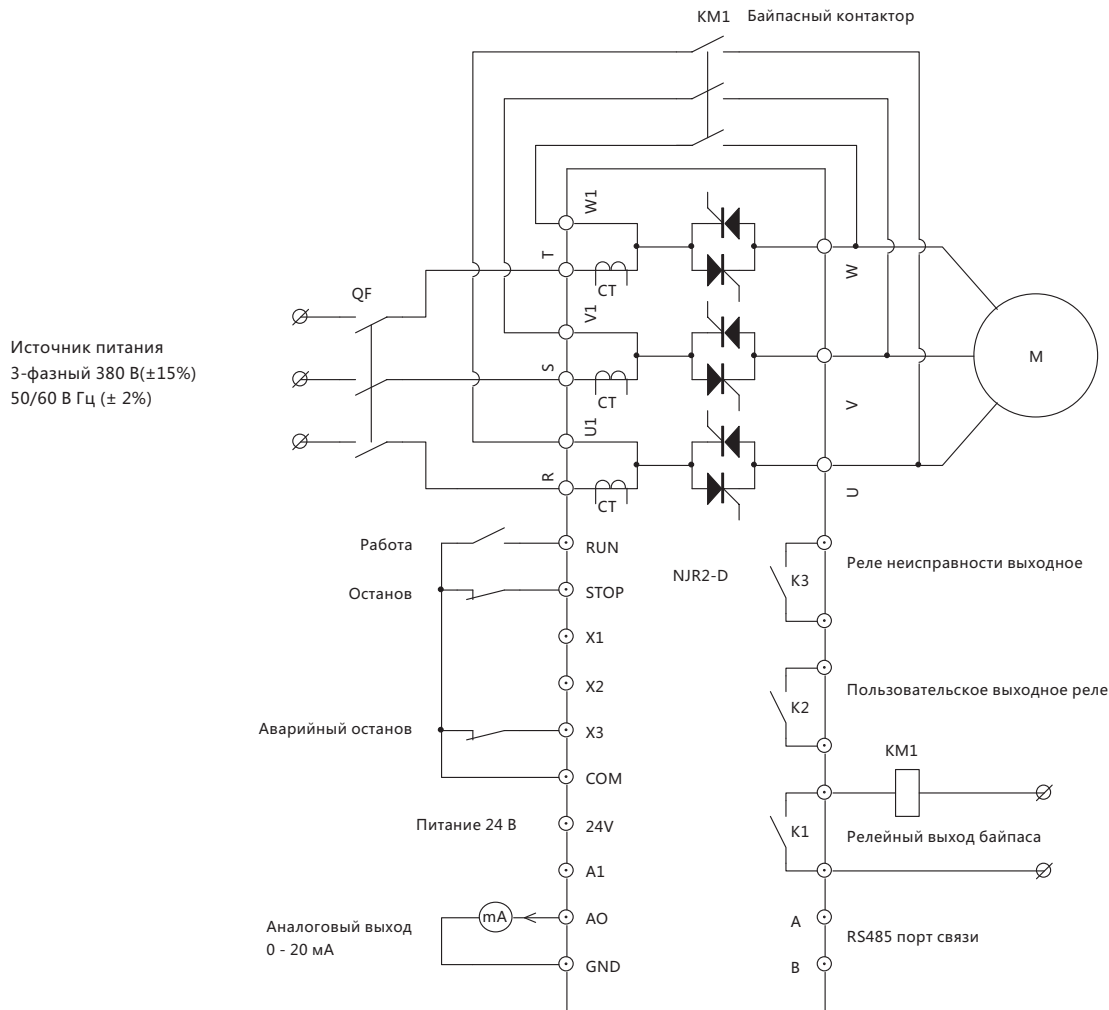 KM1 Байпасный контактор
W1
T
CT
W
QF
V1
S
CT
V
M
Источник питания
3-фазный 380 В(±15%)
50/60 В Гц (± 2%)
U1
R
CT
U
Работа
RUN
NJR2-D
K3
Реле неисправности выходное
Останов
STOP
X1
X2
K2
Пользовательское выходное реле
Аварийный останов
X3
KM1
COM
Питание 24 В
24V
K1
Релейный выход байпаса
A1
Аналоговый выход
0 - 20 мА
mA
AO
GND
A
B
RS485 порт связи